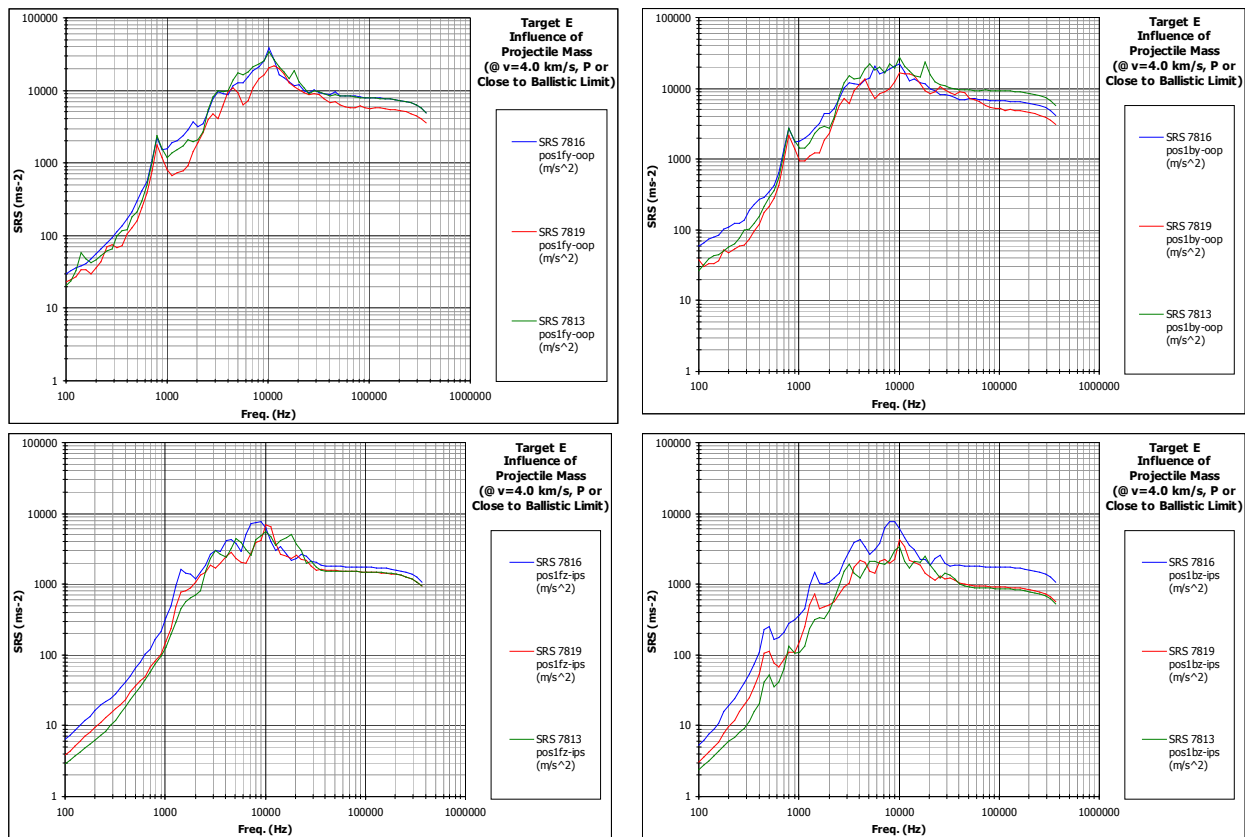 Target E
Influence of
Projectile Mass
(@ v=4.0 km/s, P or
Close to Ballistic Limit)
100000
10000
1000
100
10
1
SRS (ms-2)
100
1000
10000
100000
1000000
Freq. (Hz)
SRS 7816
pos1fy-oop
(m/s^2)
SRS 7819
pos1fy-oop
(m/s^2)
SRS 7813
pos1fy-oop
(m/s^2)
Target E
Influence of
Projectile Mass
(@ v=4.0 km/s, P or
Close to Ballistic Limit)
100000
10000
1000
100
10
1
SRS (ms-2)
100
1000
10000
100000
1000000
Freq. (Hz)
SRS 7816
pos1by-oop
(m/s^2)
SRS 7819
pos1by-oop
(m/s^2)
SRS 7813
pos1by-oop
(m/s^2)
Target E
Influence of
Projectile Mass
(@ v=4.0 km/s, P or
Close to Ballistic Limit)
100000
10000
1000
100
10
1
SRS (ms-2)
100
1000
10000
100000
1000000
Freq. (Hz)
SRS 7816
pos1fz-ips
(m/s^2)
SRS 7819
pos1fz-ips
(m/s^2)
SRS 7813
pos1fz-ips
(m/s^2)
Target E
Influence of
Projectile Mass
(@ v=4.0 km/s, P or
Close to Ballistic Limit)
100000
10000
1000
100
10
1
SRS (ms-2)
100
1000
10000
100000
1000000
Freq. (Hz)
SRS 7816
pos1bz-ips
(m/s^2)
SRS 7819
pos1bz-ips
(m/s^2)
SRS 7813
pos1bz-ips
(m/s^2)